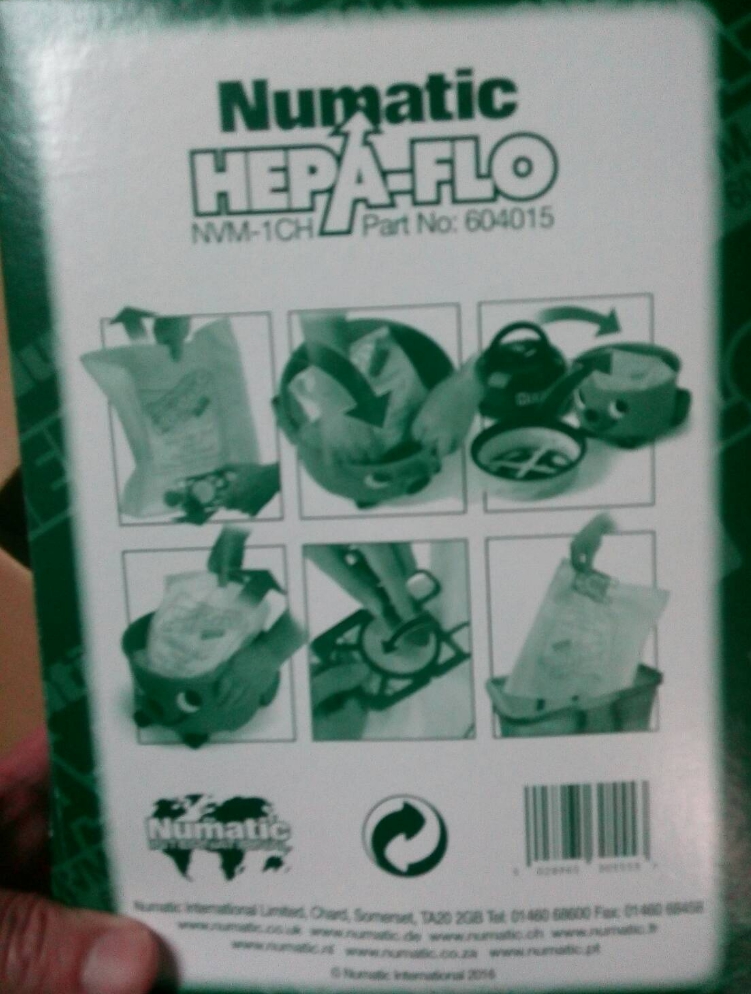 Numatic
HEPA-FLO
NVM-1CH Part No: 604015
Numatic
INTERNATIONAL
Numatic International Limited, Chard, Somerset, TA20 2GB Tel: 01460 68600 Fax: 01460 68458
www.numatic.co.uk www.numatic.de www.numatic.ch www.numatic.fr
www.numatic.nl www.numatic.co.za www.numatic.pt
© Numatic International 2016